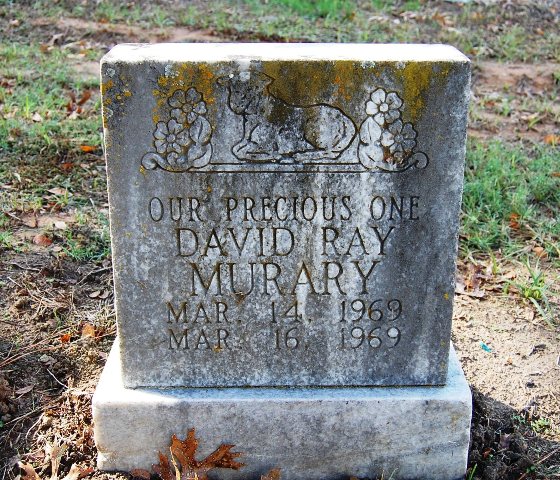 OUR PRECIOUS ONE
DAVID RAY
MURARY
MAR. 14, 1969
MAR. 16, 1969